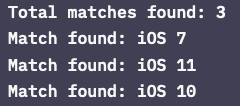 Total matches found: 3
Match found: iOS 7
Match found: iOS 11
Match found: iOS 10